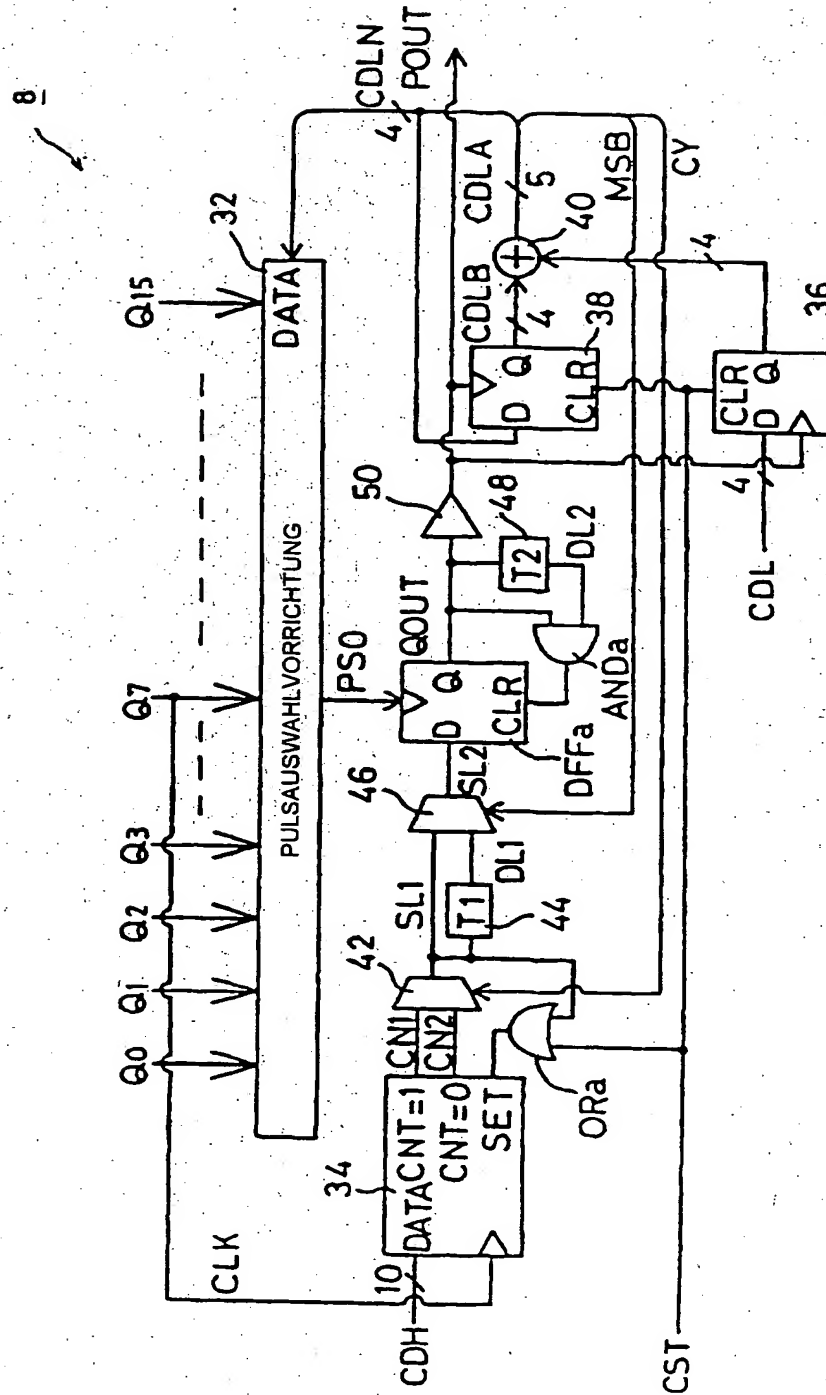 8
Q0
Q1
Q2
Q3
Q7
Q15
32
PULSAUSWAHLVORRICHTUNG
DATA
CLK
PSO
CDLN
4
POUT
CDH
10
34
DATA
CNT=1
CNT=0
SET
CN1
CN2
42
SL1
T1
44
DL1
46
SL2
D
Q
CLR
QOUT
DFFa
ANDa
T2
48
DL2
50
D
Q
CLR
38
CDLB
4
CDLA
5
40
MSB
CY
4
ORa
CST
CDL
4
CLR
D
Q
36